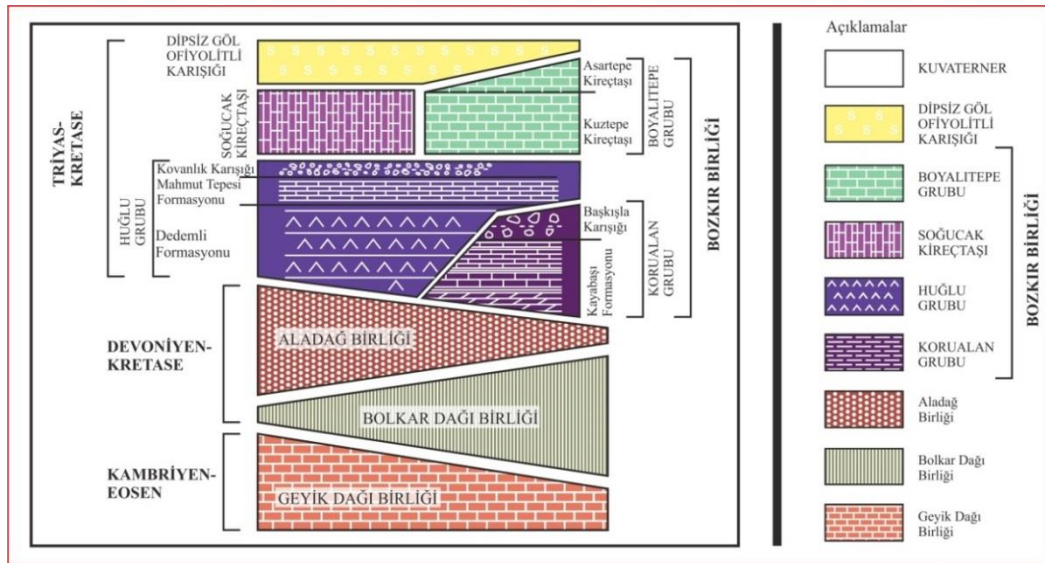 DİPSİZ GÖL
OFİYOLİTLİ
KARIŞIĞI
SOĞUCAK
KİREÇTAŞI
Asartepe
Kireçtaşı
Kuztepe
Kireçtaşı
BOYALITEPE
GRUBU
TRİYAS-
KRETASE
HUĞLU
GRUBU
Kovanlık Karışığı
Mahmut Tepesi
Formasyonu
Dedemli
Formasyonu
Başkışla
Karışığı
Kayabaşı
Formasyonu
KORUALAN
GRUBU
BOZKIR BİRLİĞİ
DEVONİYEN-
KRETASE
ALADAĞ BİRLİĞİ
BOLKAR DAĞI BİRLİĞİ
KAMBRİYEN-
EOSEN
GEYİK DAĞI BİRLİĞİ
Açıklamalar
KUVATERNER
DİPSİZ GÖL
OFİYOLİTLİ
KARIŞIĞI
BOYALITEPE
GRUBU
SOĞUCAK
KİREÇTAŞI
HUĞLU
GRUBU
KORUALAN
GRUBU
BOZKIR BİRLİĞİ
Aladağ
Birliği
Bolkar Dağı
Birliği
Geyik Dağı
Birliği